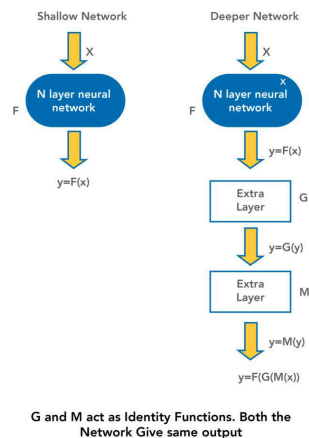 Shallow Network
X
N layer neural
network
F
y=F(x)
Deeper Network
X
x
N layer neural
network
F
y=F(x)
Extra
Layer
G
y=G(y)
Extra
Layer
M
y=M(y)
y=F(G(M(x))
G and M act as Identity Functions. Both the
Network Give same output